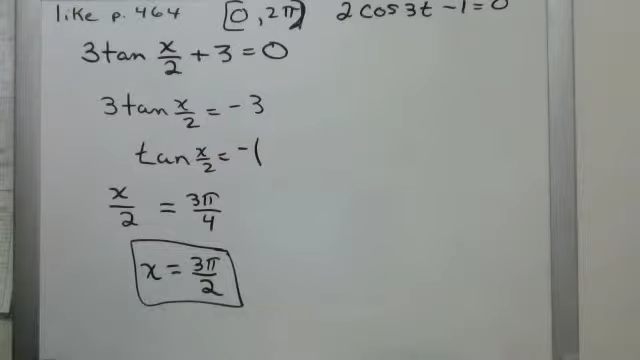 like p. 464 [0, 2π) 2cos3t - 1 = 0
3tan x/2 + 3 = 0
3tan x/2 = -3
tan x/2 = -1
x/2 = 3π/4
x = 3π/2